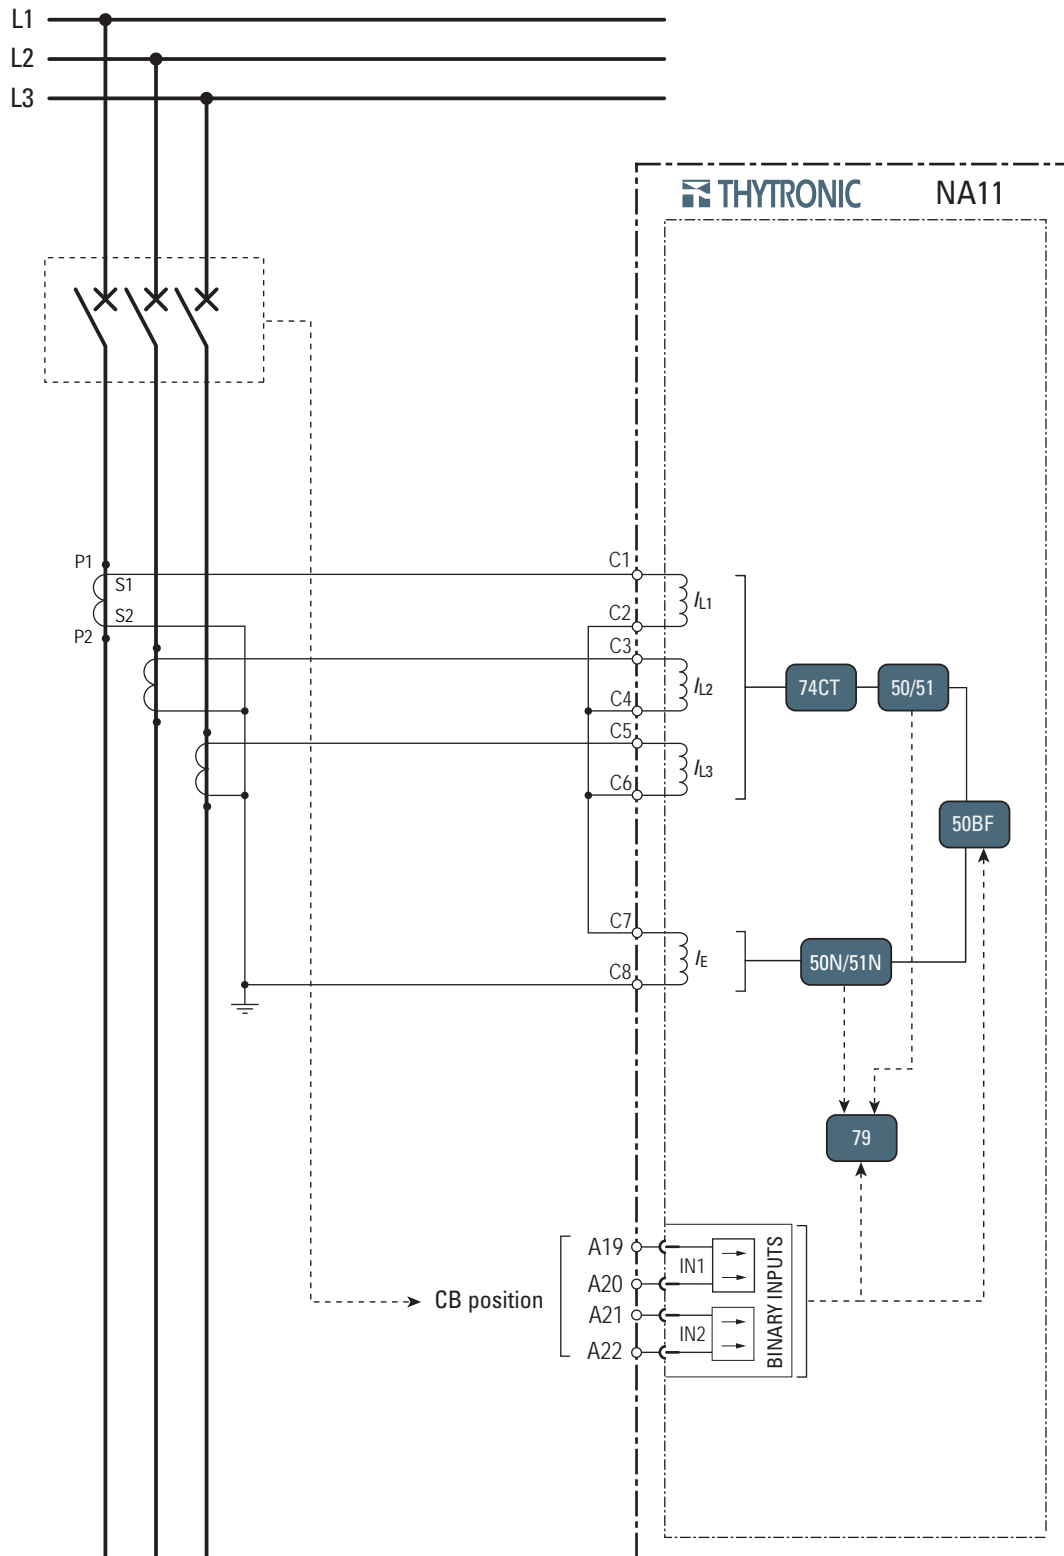 L1
L2
L3
THYTRONIC NA11
P1
S1
S2
P2
C1
C2
C3
C4
C5
C6
C7
C8
IL1
IL2
IL3
IE
74CT
50/51
50BF
50N/51N
79
CB position
A19
A20
A21
A22
IN1
IN2
BINARY INPUTS